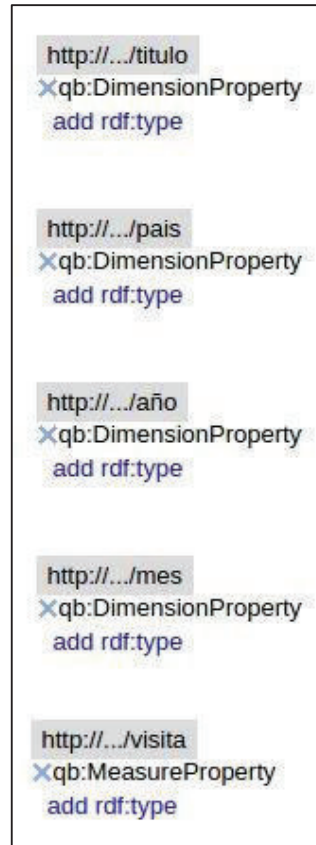 http://.../titulo
×qb:DimensionProperty
add rdf:type
http://.../pais
×qb:DimensionProperty
add rdf:type
http://.../año
×qb:DimensionProperty
add rdf:type
http://.../mes
×qb:DimensionProperty
add rdf:type
http://.../visita
×qb:MeasureProperty
add rdf:type